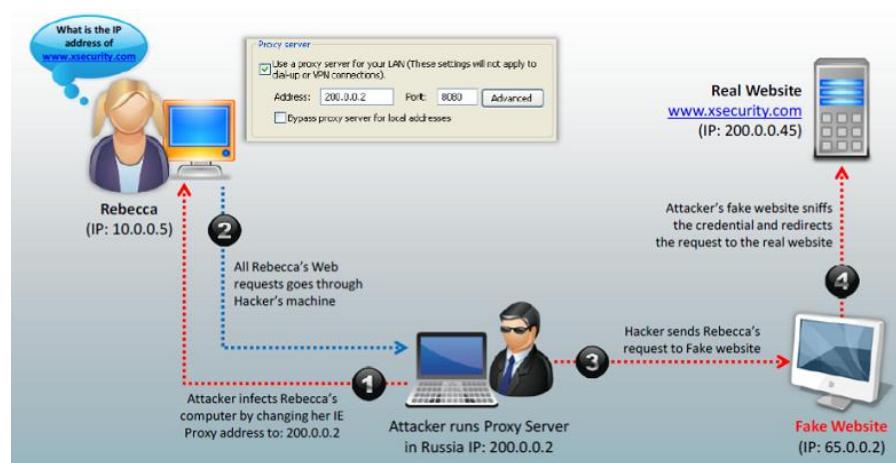 What is the IP
address of
www.xsecurity.com
Proxy server
Use a proxy server for your LAN (These settings will not apply to
dial-up or VPN connections).
Address: 200.0.0.2 Port: 8080 Advanced
Bypass proxy server for local addresses
Real Website
www.xsecurity.com
(IP: 200.0.0.45)
Rebecca
(IP: 10.0.0.5)
2
All Rebecca's Web
requests goes through
Hacker's machine
Attacker's fake website sniffs
the credential and redirects
the request to the real website
4
1
Attacker infects Rebecca's
computer by changing her IE
Proxy address to: 200.0.0.2
Attacker runs Proxy Server
in Russia IP: 200.0.0.2
3
Hacker sends Rebecca's
request to Fake website
Fake Website
(IP: 65.0.0.2)